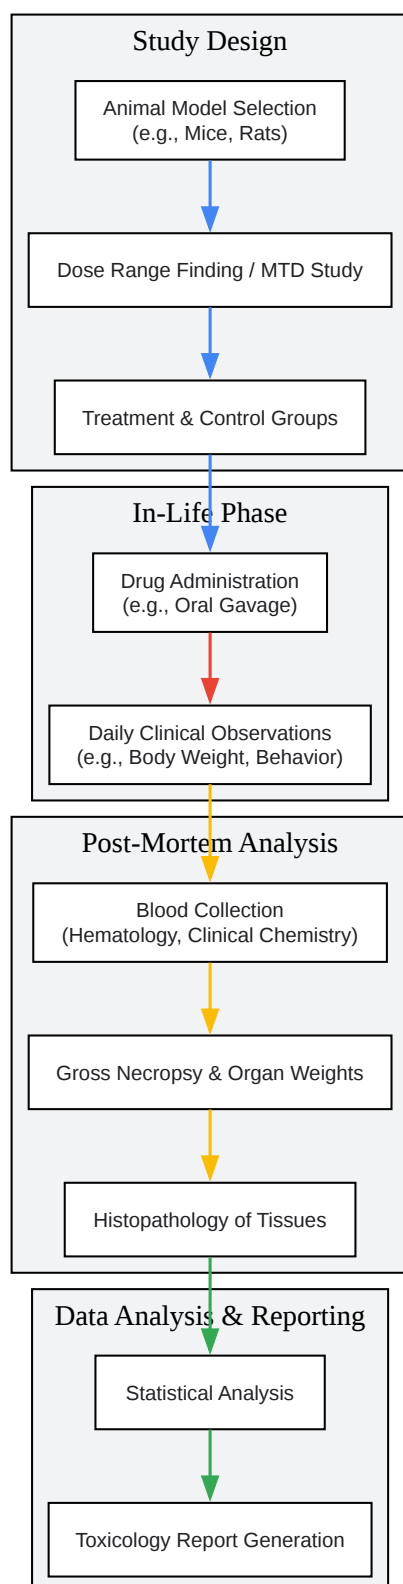 Study Design
Animal Model Selection
(e.g., Mice, Rats)
Dose Range Finding / MTD Study
Treatment & Control Groups
In-Life Phase
Drug Administration
(e.g., Oral Gavage)
Daily Clinical Observations
(e.g., Body Weight, Behavior)
Post-Mortem Analysis
Blood Collection
(Hematology, Clinical Chemistry)
Gross Necropsy & Organ Weights
Histopathology of Tissues
Data Analysis & Reporting
Statistical Analysis
Toxicology Report Generation